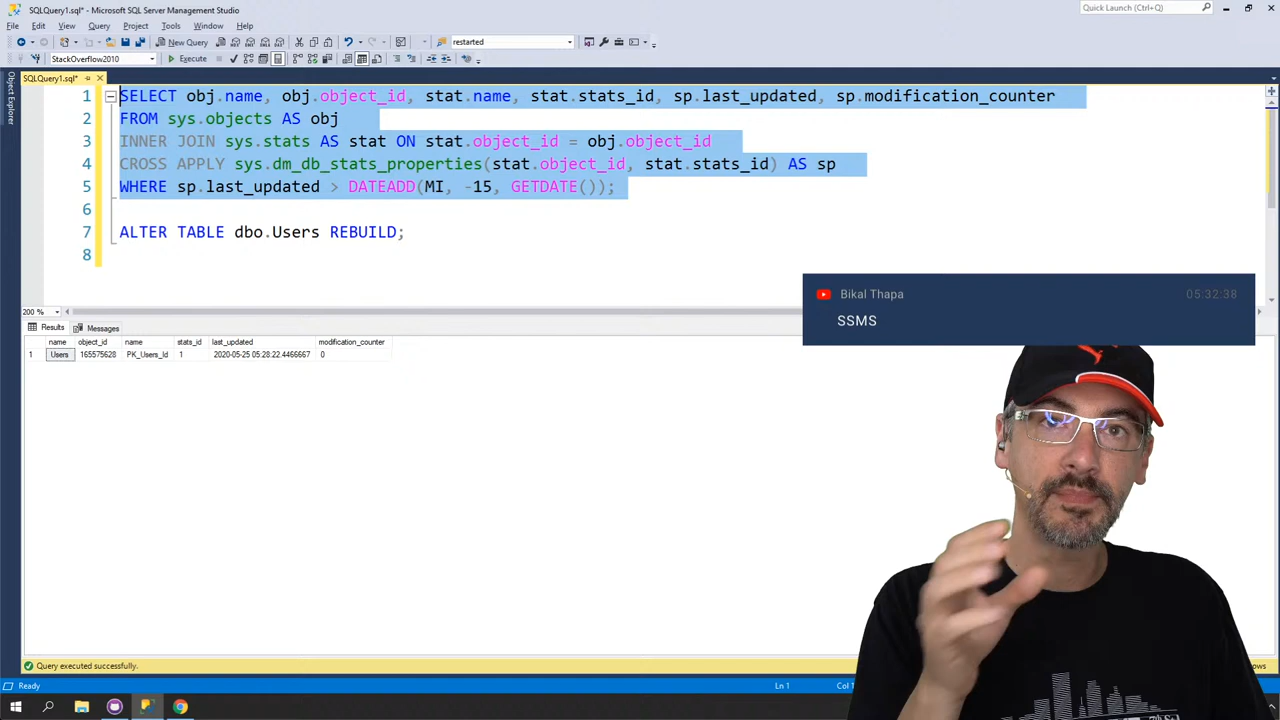 SQLQuery1.sql* - Microsoft SQL Server Management Studio
Quick Launch (Ctrl+Q)
File Edit View Query Project Tools Window Help
New Query
restarted
StackOverflow2010
Execute
SQLQuery1.sql*
Object Explorer
1 SELECT obj.name, obj.object_id, stat.name, stat.stats_id, sp.last_updated, sp.modification_counter
2 FROM sys.objects AS obj
3 INNER JOIN sys.stats AS stat ON stat.object_id = obj.object_id
4 CROSS APPLY sys.dm_db_stats_properties(stat.object_id, stat.stats_id) AS sp
5 WHERE sp.last_updated > DATEADD(MI, -15, GETDATE());
6
7 ALTER TABLE dbo.Users REBUILD;
8
Bikal Thapa 05:32:38
SSMS
200 %
Results Messages
name object_id name stats_id last_updated modification_counter
1 Users 165575628 PK_Users_Id 1 2020-05-25 05:28:22.4466667 0
Query executed successfully.
Ready Ln 1 Col